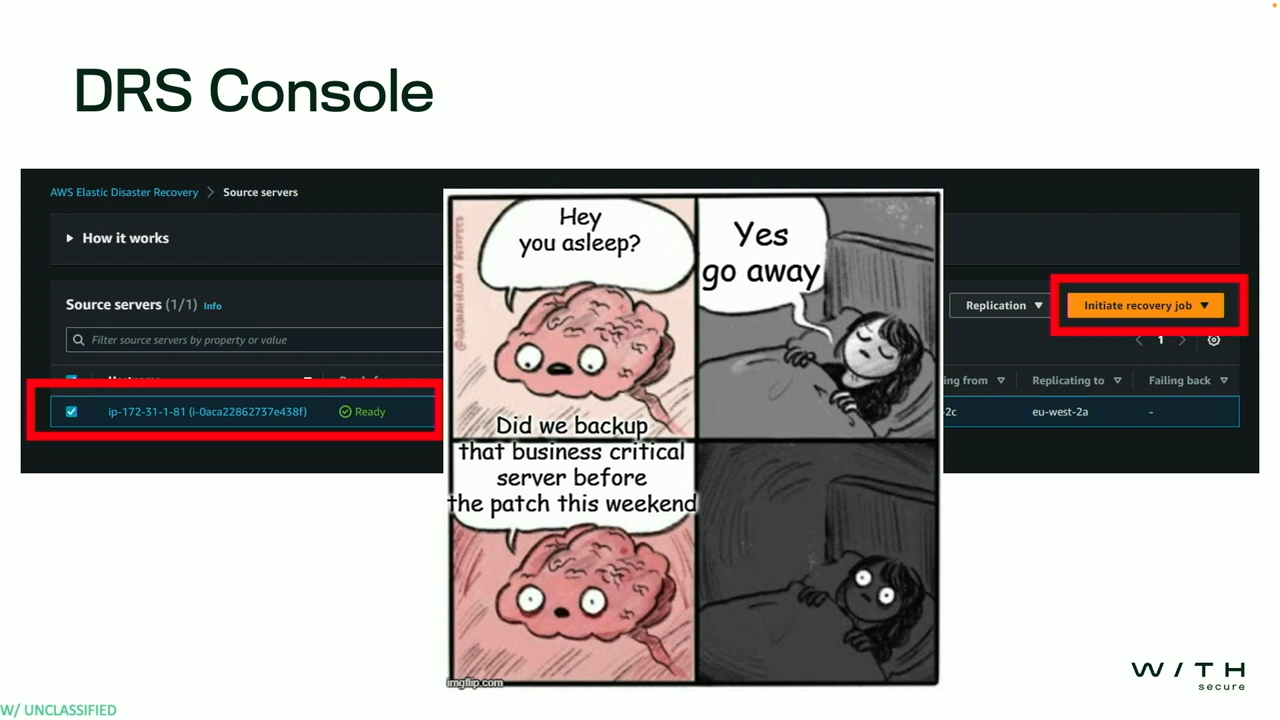 DRS Console
AWS Elastic Disaster Recovery > Source servers
How it works
Source servers (1/1) Info
Filter source servers by property or value
Replication
Initiate recovery job
1
Replicating to
Failing back
ip-172-31-1-81 (i-0aca22862737e438f)
Ready
-2c
eu-west-2a
-
Hey
you asleep?
Yes
go away
Did we backup
that business critical
server before
the patch this weekend
imgflip.com
W/TH
secure
W/ UNCLASSIFIED